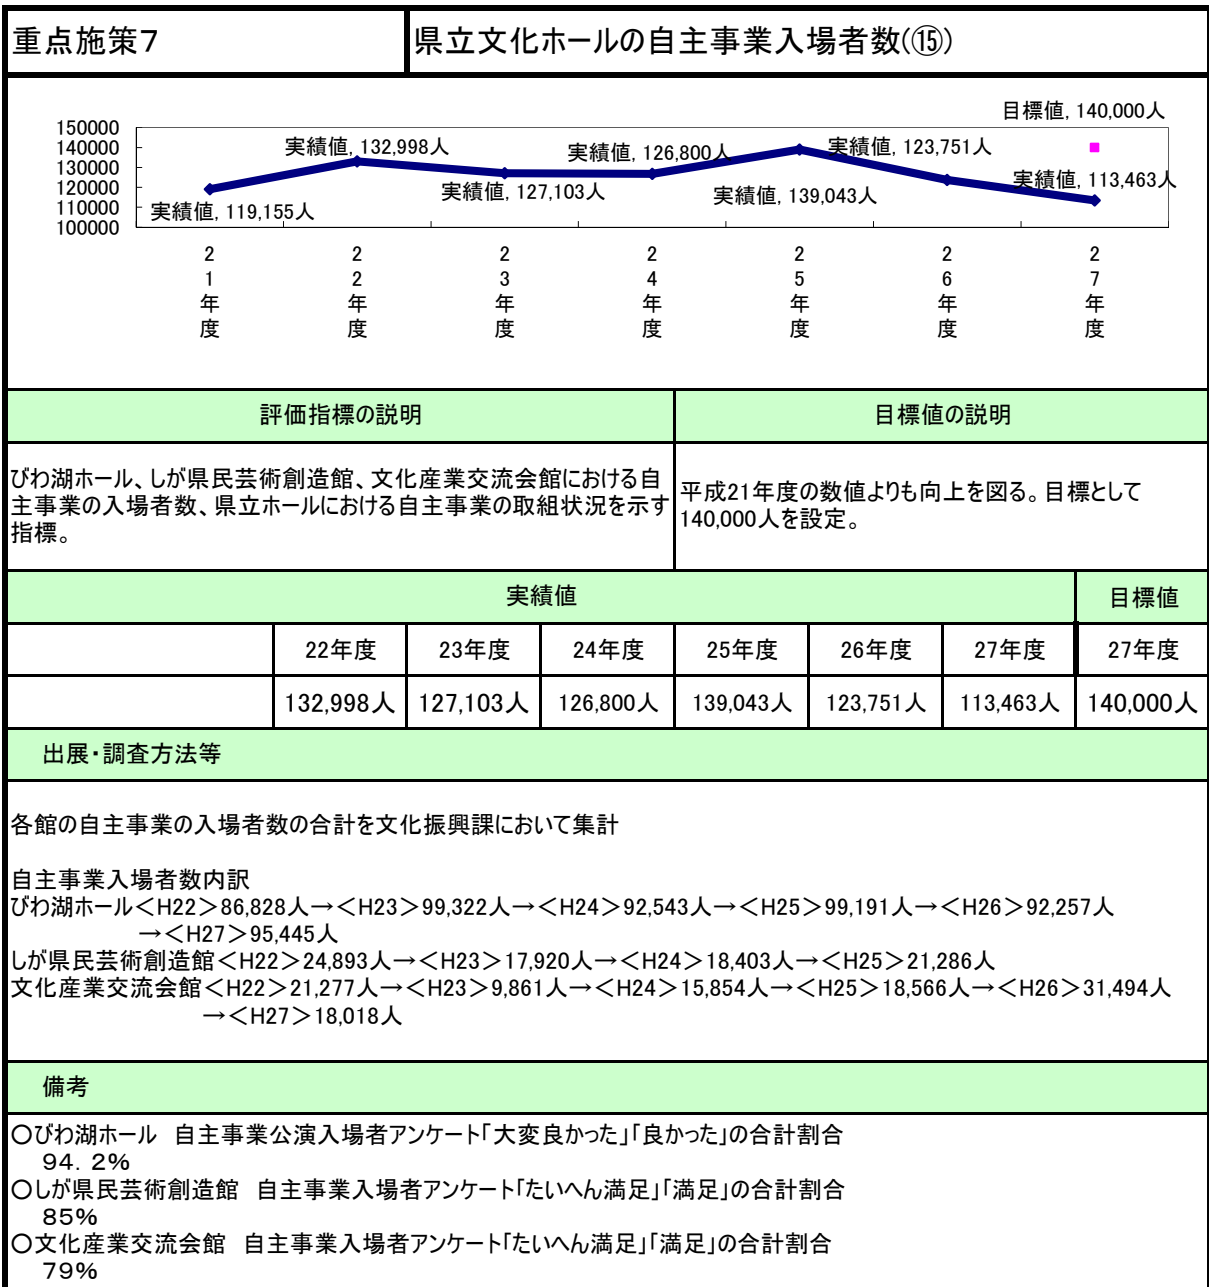 重点施策7
県立文化ホールの自主事業入場者数(⑮)
目標値, 140,000人
150000
140000
130000
120000
110000
100000
実績値, 119,155人
実績値, 132,998人
実績値, 127,103人
実績値, 126,800人
実績値, 139,043人
実績値, 123,751人
実績値, 113,463人
21年度
22年度
23年度
24年度
25年度
26年度
27年度
評価指標の説明
目標値の説明
びわ湖ホール、しが県民芸術創造館、文化産業交流会館における自
主事業の入場者数、県立ホールにおける自主事業の取組状況を示す
指標。
平成21年度の数値よりも向上を図る。目標として
140,000人を設定。
実績値
目標値
22年度
23年度
24年度
25年度
26年度
27年度
27年度
132,998人
127,103人
126,800人
139,043人
123,751人
113,463人
140,000人
出展・調査方法等
各館の自主事業の入場者数の合計を文化振興課において集計
自主事業入場者数内訳
びわ湖ホール＜H22＞86,828人→＜H23＞99,322人→＜H24＞92,543人→＜H25＞99,191人→＜H26＞92,257人
→＜H27＞95,445人
しが県民芸術創造館＜H22＞24,893人→＜H23＞17,920人→＜H24＞18,403人→＜H25＞21,286人
文化産業交流会館＜H22＞21,277人→＜H23＞9,861人→＜H24＞15,854人→＜H25＞18,566人→＜H26＞31,494人
→＜H27＞18,018人
備考
○びわ湖ホール　自主事業公演入場者アンケート「大変良かった」「良かった」の合計割合
94．2％
○しが県民芸術創造館　自主事業入場者アンケート「たいへん満足」「満足」の合計割合
85％
○文化産業交流会館　自主事業入場者アンケート「たいへん満足」「満足」の合計割合
79％